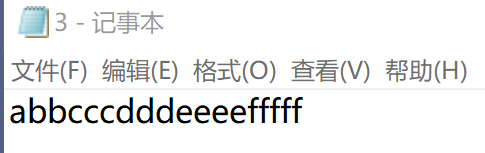 3 - 记事本
文件(F) 编辑(E) 格式(O) 查看(V) 帮助(H)
abbcccdddeeeefffff